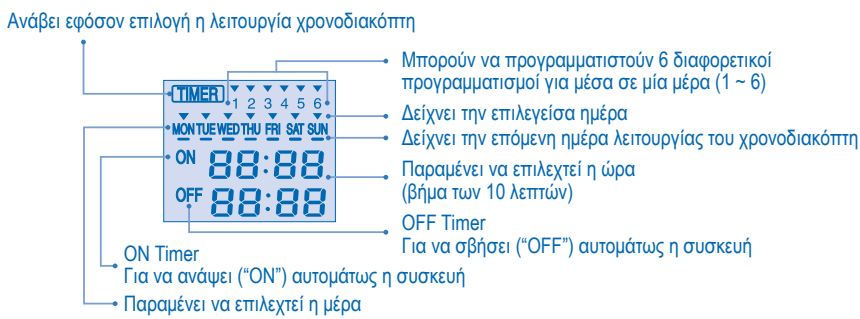 Ανάβει εφόσον επιλογή η λειτουργία χρονοδιακόπτη
Μπορούν να προγραμματιστούν 6 διαφορετικοί
προγραμματισμοί για μέσα σε μία μέρα (1 ~ 6)
TIMER
1 2 3 4 5 6
Δείχνει την επιλεγείσα ημέρα
MON TUE WED THU FRI SAT SUN
Δείχνει την επόμενη ημέρα λειτουργίας του χρονοδιακόπτη
ON 88:88
Παραμένει να επιλεχτεί η ώρα
(βήμα των 10 λεπτών)
OFF 88:88
OFF Timer
Για να σβήσει (“OFF”) αυτομάτως η συσκευή
ON Timer
Για να ανάψει (“ON”) αυτομάτως η συσκευή
Παραμένει να επιλεχτεί η μέρα